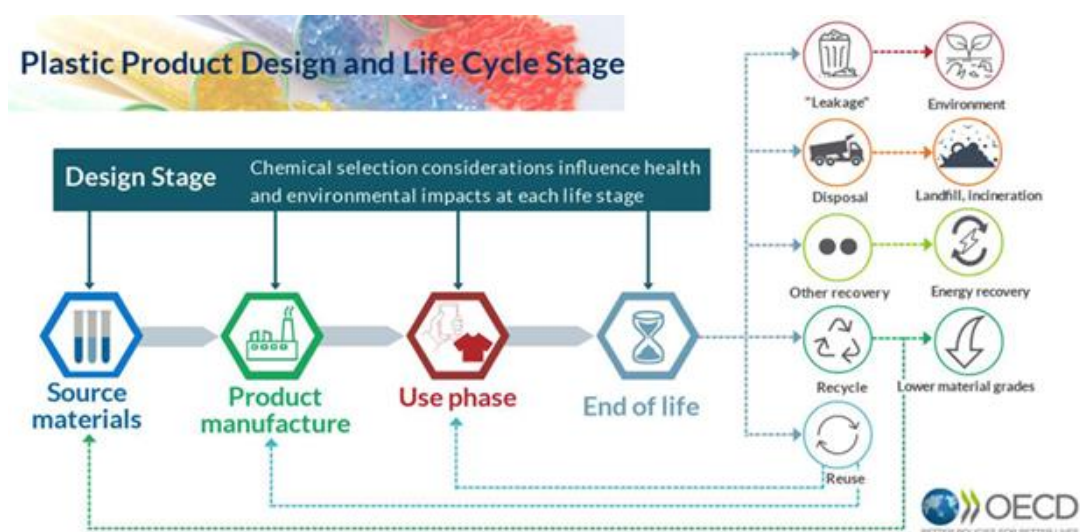 Plastic Product Design and Life Cycle Stage
Design Stage
Chemical selection considerations influence health
and environmental impacts at each life stage
Source
materials
Product
manufacture
Use phase
End of life
"Leakage"
Environment
Disposal
Landfill, incineration
Other recovery
Energy recovery
Recycle
Lower material grades
Reuse
OECD